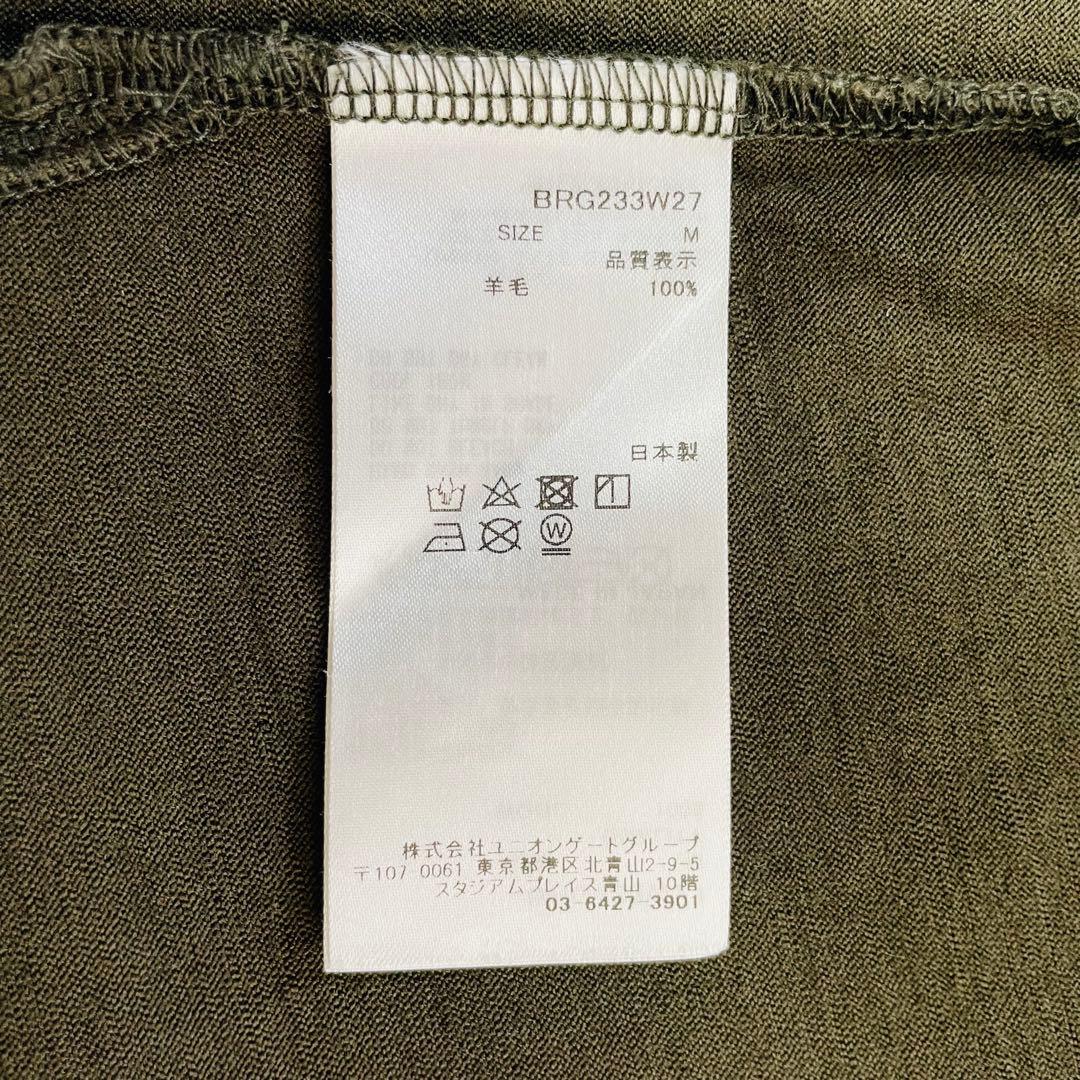 BRG233W27
SIZE M
品質表示
羊毛 100%
日本製
W
株式会社ユニオンゲートグループ
〒107 0061 東京都港区北青山2-9-5
スタジアムプレイス青山 10階
03-6427-3901